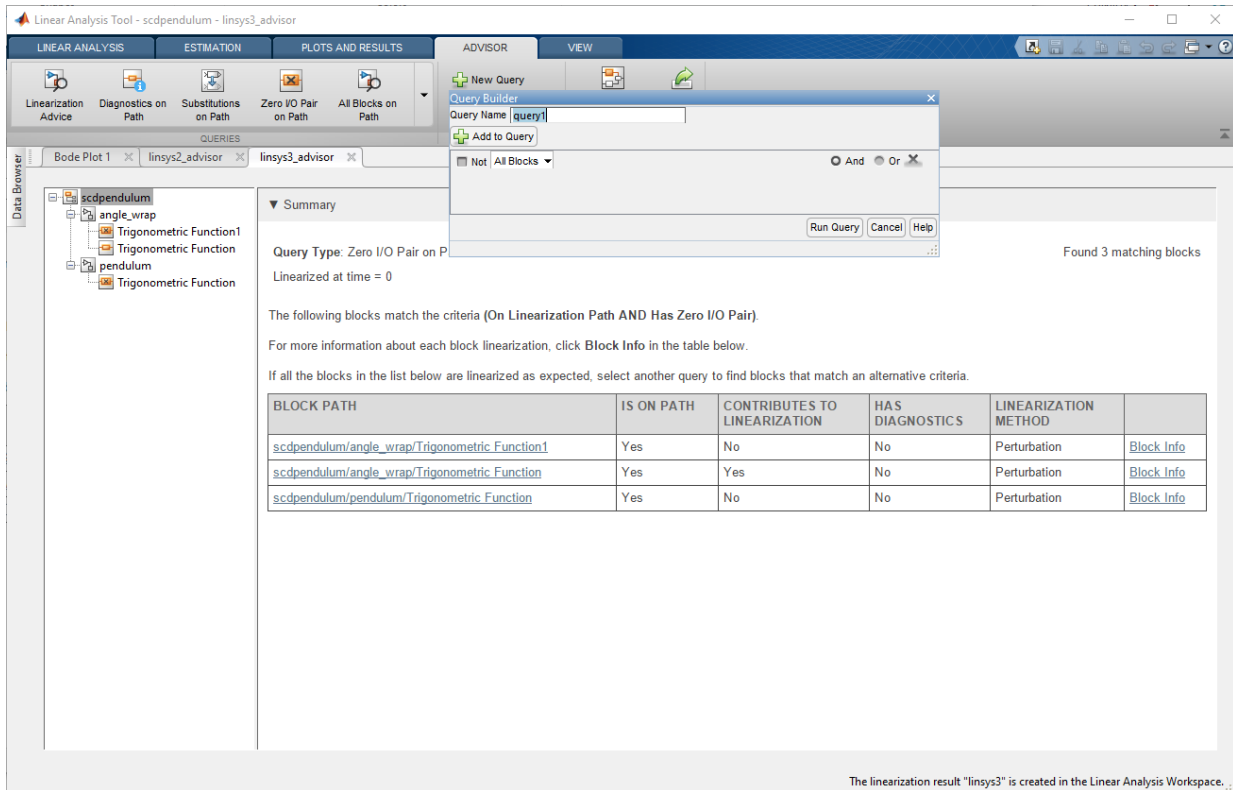 Linear Analysis Tool - scdpendulum - linsys3_advisor
LINEAR ANALYSIS ESTIMATION PLOTS AND RESULTS ADVISOR VIEW
Linearization Advice
Diagnostics on Path
Substitutions on Path
Zero I/O Pair on Path
All Blocks on Path
New Query
QUERIES
Query Builder
Query Name query1
Add to Query
Not All Blocks And Or
Run Query Cancel Help
Data Browser
Bode Plot 1 linsys2_advisor linsys3_advisor
scdpendulum
angle_wrap
Trigonometric Function1
Trigonometric Function
pendulum
Trigonometric Function
Summary
Query Type: Zero I/O Pair on P Found 3 matching blocks
Linearized at time = 0
The following blocks match the criteria (On Linearization Path AND Has Zero I/O Pair).
For more information about each block linearization, click Block Info in the table below.
If all the blocks in the list below are linearized as expected, select another query to find blocks that match an alternative criteria.
BLOCK PATH IS ON PATH CONTRIBUTES TO LINEARIZATION HAS DIAGNOSTICS LINEARIZATION METHOD
scdpendulum/angle_wrap/Trigonometric Function1 Yes No No Perturbation Block Info
scdpendulum/angle_wrap/Trigonometric Function Yes Yes No Perturbation Block Info
scdpendulum/pendulum/Trigonometric Function Yes No No Perturbation Block Info
The linearization result "linsys3" is created in the Linear Analysis Workspace.